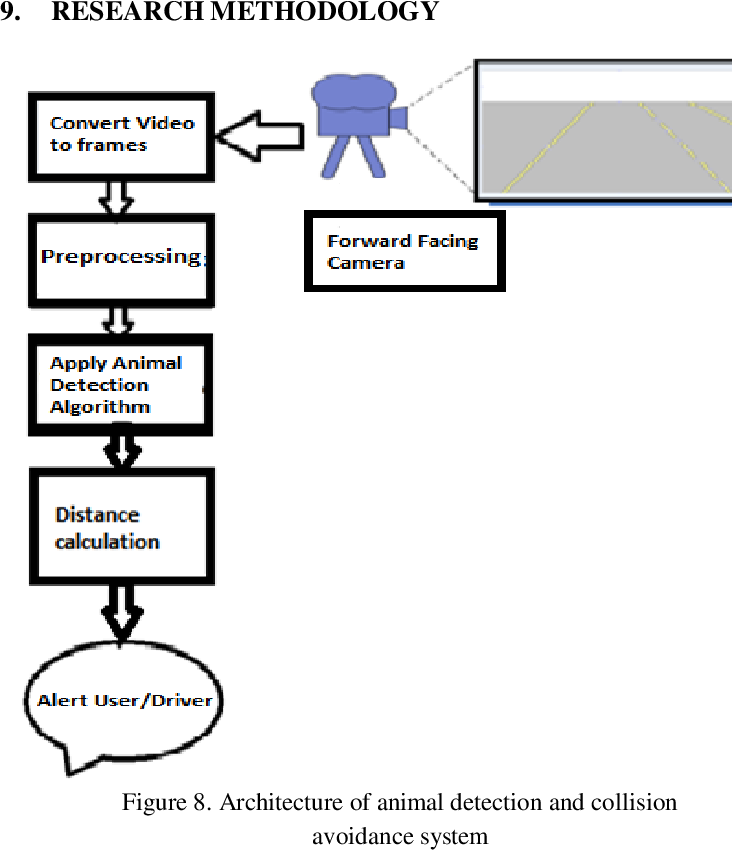 9. RESEARCH METHODOLOGY
Convert Video
to frames
Preprocessing:
Forward Facing
Camera
Apply Animal
Detection
Algorithm
Distance
calculation
Alert User/Driver
Figure 8. Architecture of animal detection and collision
avoidance system